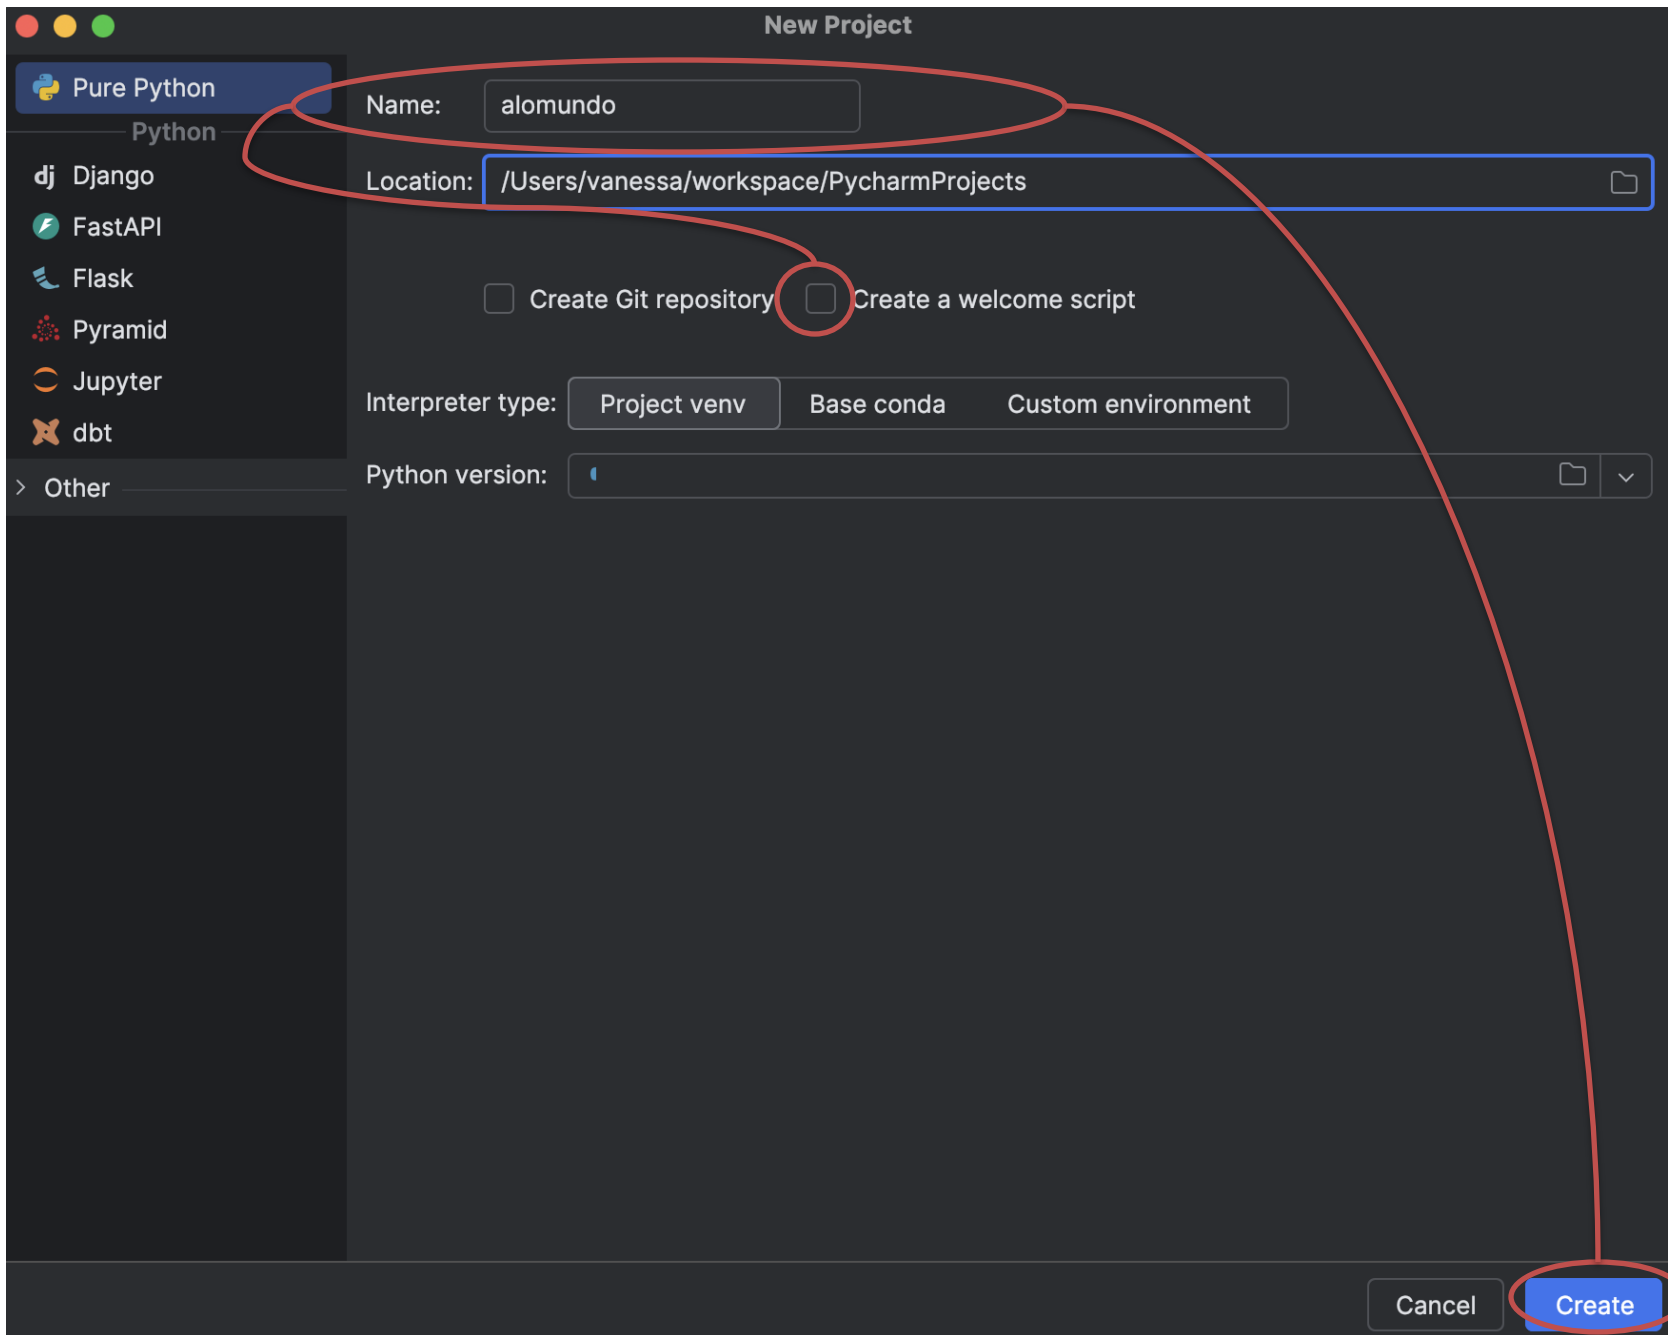 New Project
Pure Python
Python
dj Django
FastAPI
Flask
Pyramid
Jupyter
dbt
Other
Name: alomundo
Location: /Users/vanessa/workspace/PycharmProjects
Create Git repository Create a welcome script
Interpreter type: Project venv Base conda Custom environment
Python version:
Cancel Create